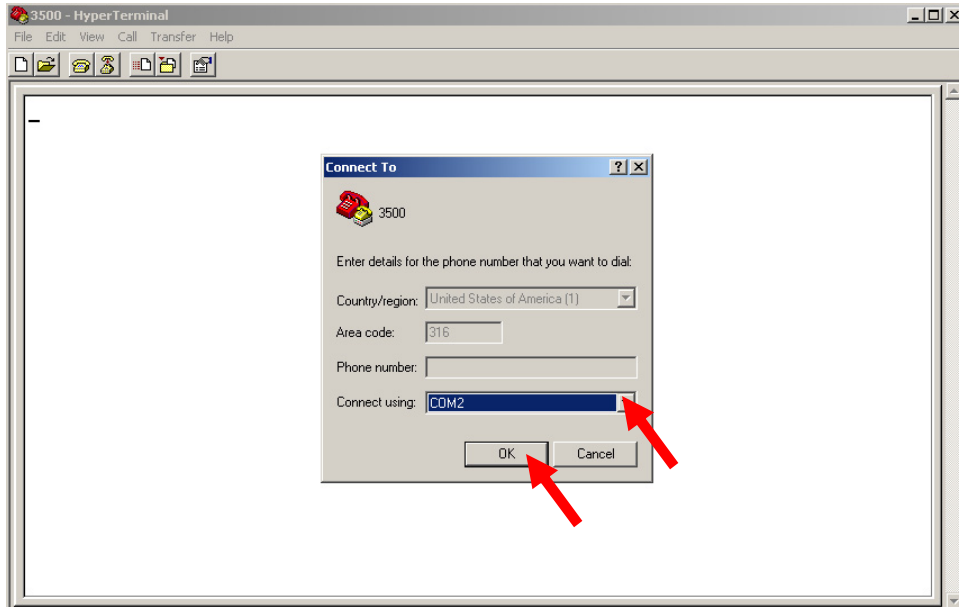 3500 - HyperTerminal
File Edit View Call Transfer Help
Connect To
3500
Enter details for the phone number that you want to dial:
Country/region: United States of America (1)
Area code: 316
Phone number:
Connect using: COM2
OK Cancel